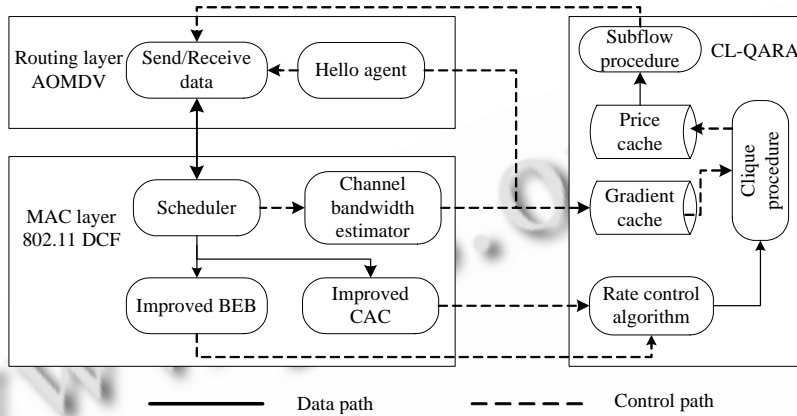 Routing layer
AOMDV
Send/Receive
data
Hello agent
Subflow
procedure
CL-QARA
Price
cache
Clique
procedure
MAC layer
802.11 DCF
Scheduler
Channel
bandwidth
estimator
Gradient
cache
Improved BEB
Improved
CAC
Rate control
algorithm
Data path
Control path